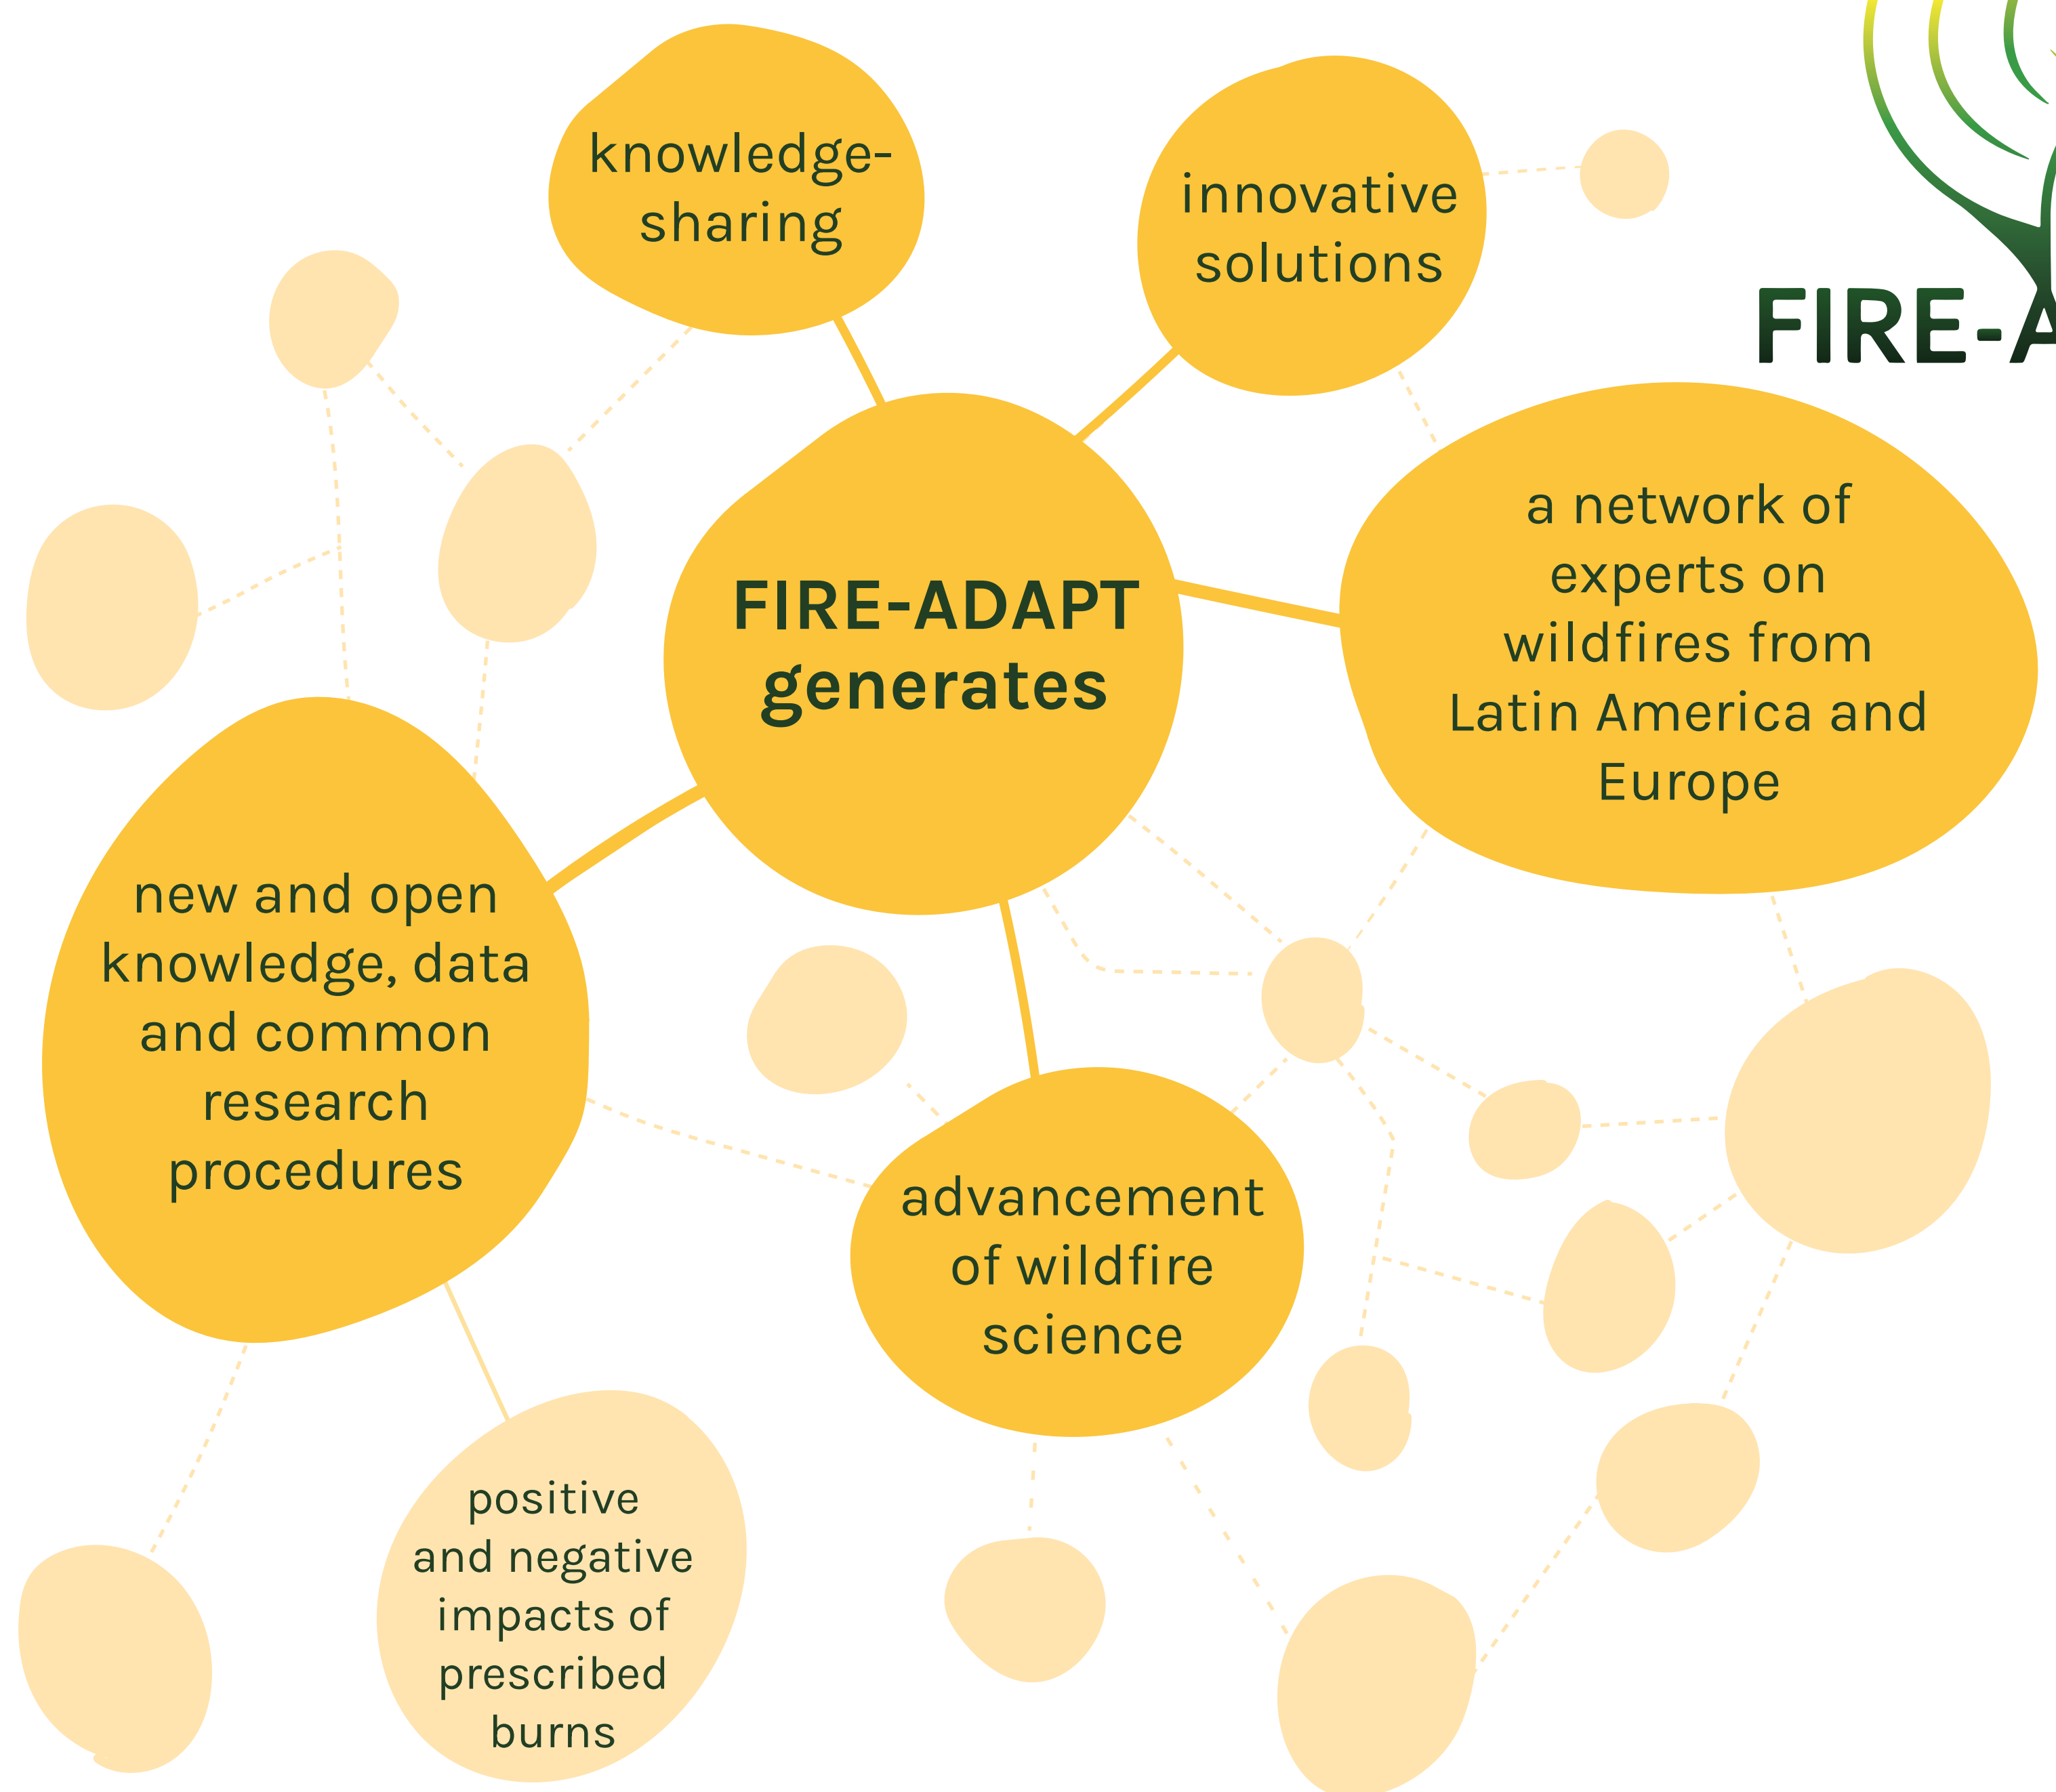 knowledge-
sharing
innovative
solutions
FIRE-A
FIRE-ADAPT
generates
a network of
experts on
wildfires from
Latin America and
Europe
new and open
knowledge, data
and common
research
procedures
advancement
of wildfire
science
positive
and negative
impacts of
prescribed
burns